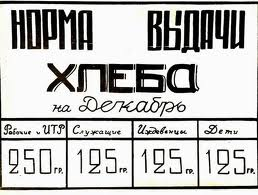 НОРМА ВЫДАЧИ
ХЛЕБА
на Декабрь
Рабочие и ИТР Служащие Иждевенцы Дети
250 ГР. 125 ГР. 125 ГР. 125 ГР.